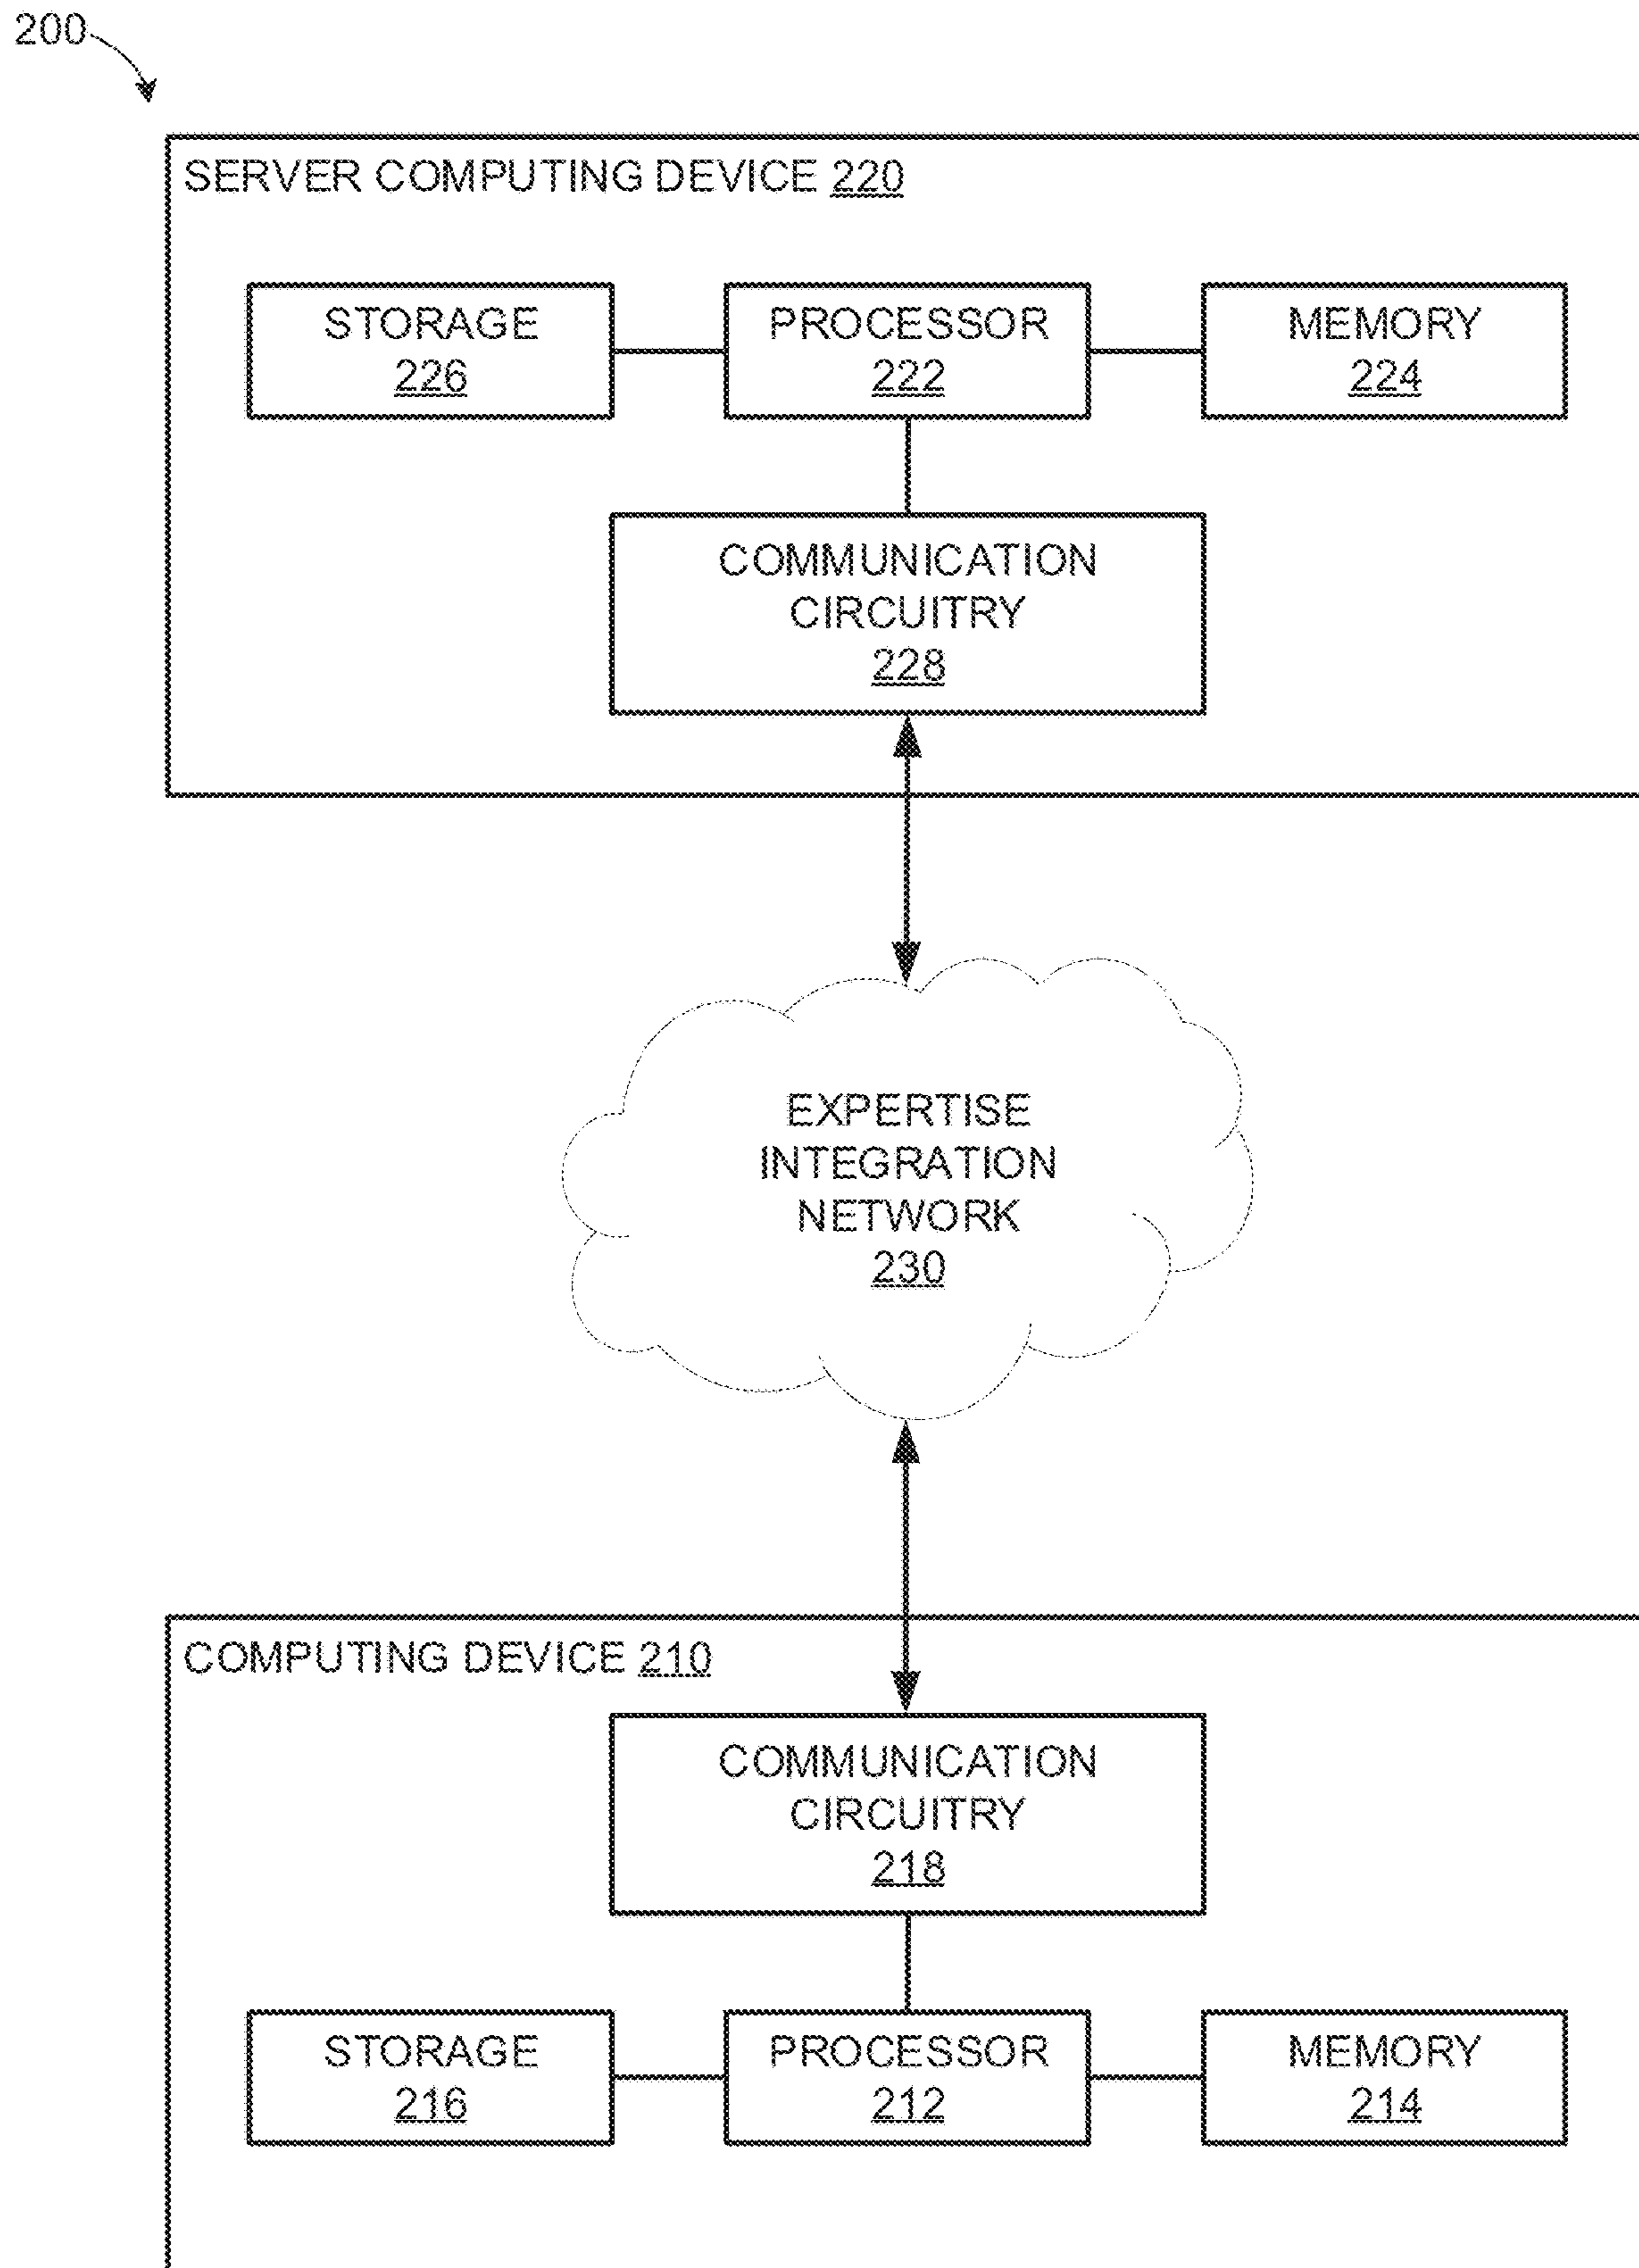 200
SERVER COMPUTING DEVICE 220
STORAGE
226
PROCESSOR
222
MEMORY
224
COMMUNICATION
CIRCUITRY
228
EXPERTISE
INTEGRATION
NETWORK
230
COMPUTING DEVICE 210
COMMUNICATION
CIRCUITRY
218
STORAGE
216
PROCESSOR
212
MEMORY
214